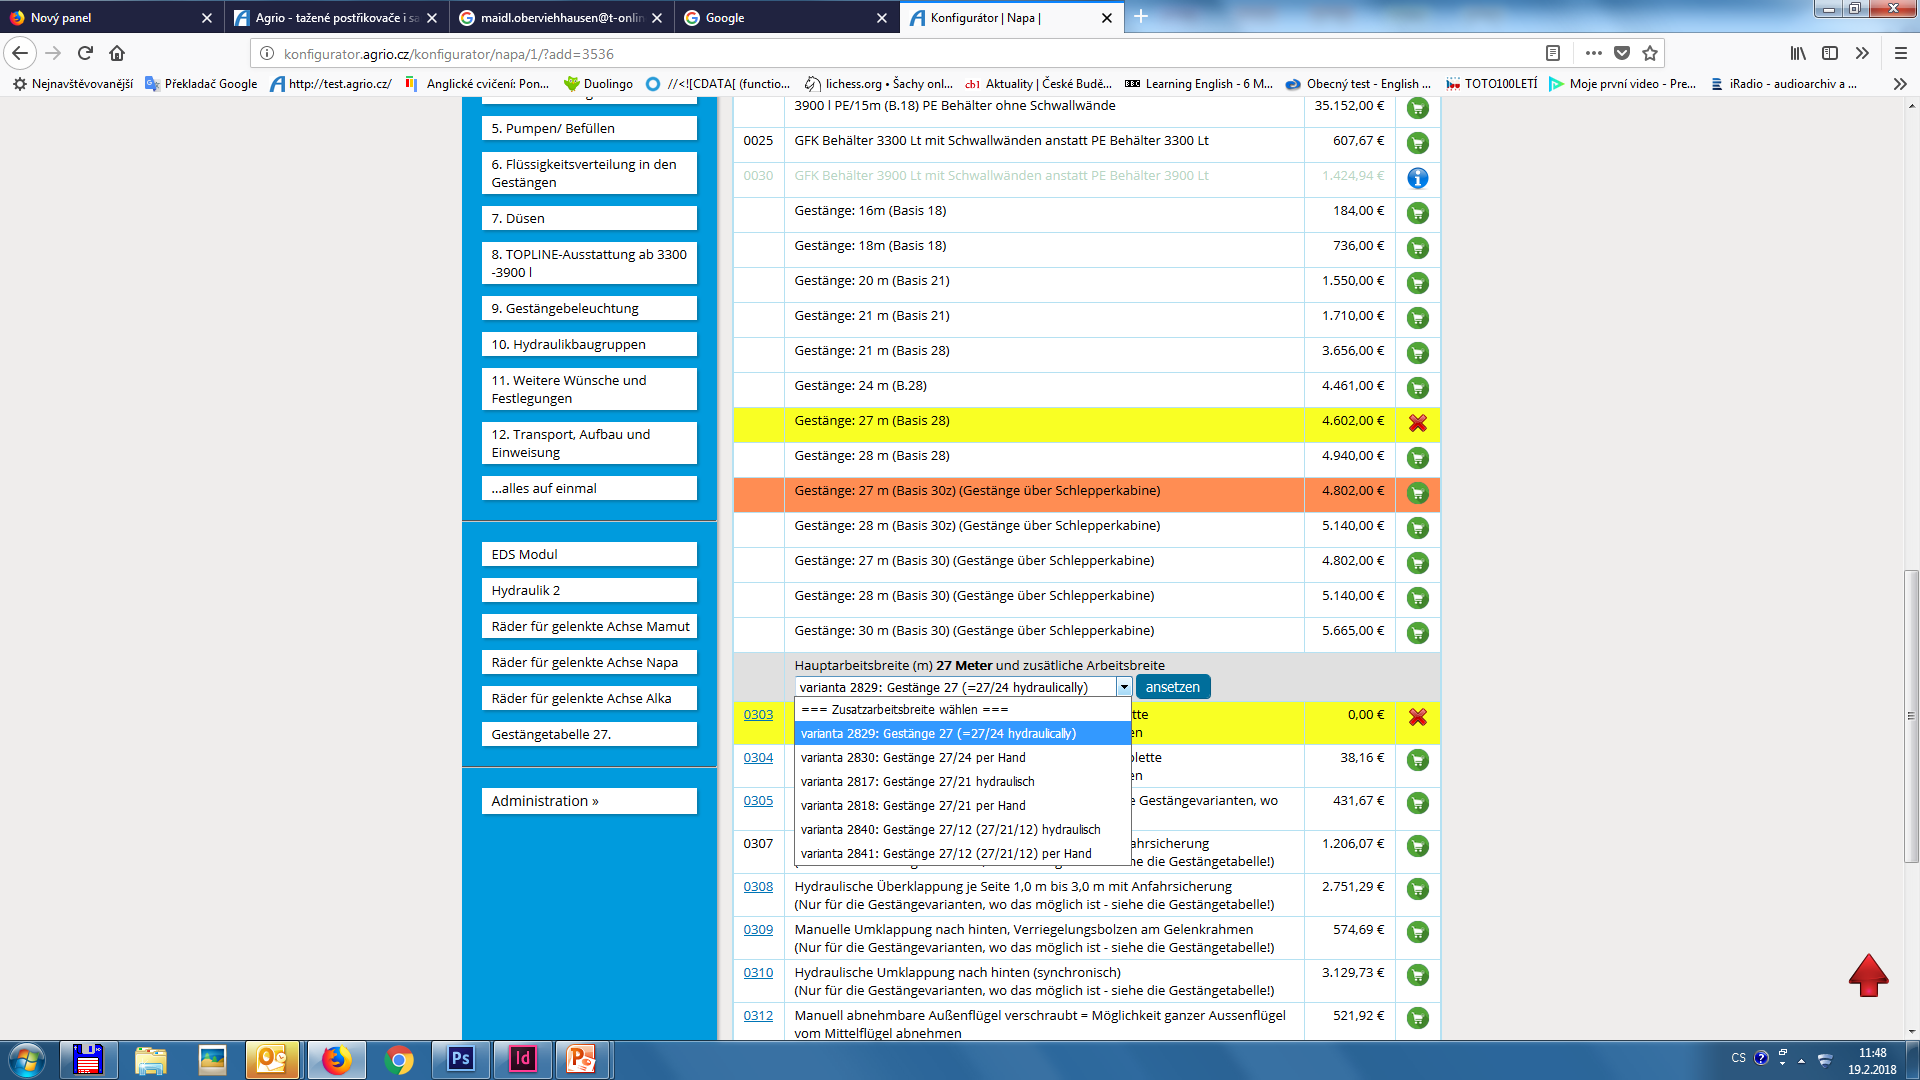 Nový panel
Agrio - tažené postřikovače i sa
maidl.oberviehhausen@t-onlin
Google
Konfigurátor | Napa |
konfigurator.agrio.cz/konfigurator/napa/1/?add=3536
Nejnavštěvovanější
Překladač Google
http://test.agrio.cz/
Anglické cvičení: Pon...
Duolingo
//<![CDATA[ (functio...
lichess.org • Šachy onl...
Aktuality | České Budě...
Learning English - 6 M...
Obecný test - English ...
TOTO100LETÍ
Moje první video - Pre...
iRadio - audioarchiv a ...
5. Pumpen/ Befüllen
6. Flüssigkeitsverteilung in den
Gestängen
7. Düsen
8. TOPLINE-Ausstattung ab 3300
-3900 l
9. Gestängebeleuchtung
10. Hydraulikbaugruppen
11. Weitere Wünsche und
Festlegungen
12. Transport, Aufbau und
Einweisung
...alles auf einmal
EDS Modul
Hydraulik 2
Räder für gelenkte Achse Mamut
Räder für gelenkte Achse Napa
Räder für gelenkte Achse Alka
Gestängetabelle 27.
Administration »
3900 l PE/15m (B.18) PE Behälter ohne Schwallwände 35.152,00 €
0025 GFK Behälter 3300 Lt mit Schwallwänden anstatt PE Behälter 3300 Lt 607,67 €
0030 GFK Behälter 3900 Lt mit Schwallwänden anstatt PE Behälter 3900 Lt 1.424,94 €
Gestänge: 16m (Basis 18) 184,00 €
Gestänge: 18m (Basis 18) 736,00 €
Gestänge: 20 m (Basis 21) 1.550,00 €
Gestänge: 21 m (Basis 21) 1.710,00 €
Gestänge: 21 m (Basis 28) 3.656,00 €
Gestänge: 24 m (B.28) 4.461,00 €
Gestänge: 27 m (Basis 28) 4.602,00 €
Gestänge: 28 m (Basis 28) 4.940,00 €
Gestänge: 27 m (Basis 30z) (Gestänge über Schlepperkabine) 4.802,00 €
Gestänge: 28 m (Basis 30z) (Gestänge über Schlepperkabine) 5.140,00 €
Gestänge: 27 m (Basis 30) (Gestänge über Schlepperkabine) 4.802,00 €
Gestänge: 28 m (Basis 30) (Gestänge über Schlepperkabine) 5.140,00 €
Gestänge: 30 m (Basis 30) (Gestänge über Schlepperkabine) 5.665,00 €
Hauptarbeitsbreite (m) 27 Meter und zusätliche Arbeitsbreite
varianta 2829: Gestänge 27 (=27/24 hydraulically) ansetzen
=== Zusatzarbeitsbreite wählen ===
varianta 2829: Gestänge 27 (=27/24 hydraulically)
varianta 2830: Gestänge 27/24 per Hand
varianta 2817: Gestänge 27/21 hydraulisch
varianta 2818: Gestänge 27/21 per Hand
varianta 2840: Gestänge 27/12 (27/21/12) hydraulisch
varianta 2841: Gestänge 27/12 (27/21/12) per Hand
0303 0,00 €
0304 38,16 €
0305 Gestängevarianten, wo 431,67 €
0307 1.206,07 €
siehe die Gestängetabelle!)
0308 Hydraulische Überklappung je Seite 1,0 m bis 3,0 m mit Anfahrsicherung 2.751,29 €
(Nur für die Gestängevarianten, wo das möglich ist - siehe die Gestängetabelle!)
0309 Manuelle Umklappung nach hinten, Verriegelungsbolzen am Gelenkrahmen 574,69 €
(Nur für die Gestängevarianten, wo das möglich ist - siehe die Gestängetabelle!)
0310 Hydraulische Umklappung nach hinten (synchronisch) 3.129,73 €
(Nur für die Gestängevarianten, wo das möglich ist - siehe die Gestängetabelle!)
0312 Manuell abnehmbare Außenflügel verschraubt = Möglichkeit ganzer Aussenflügel 521,92 €
vom Mittelflügel abnehmen
CS
11:48
19.2.2018